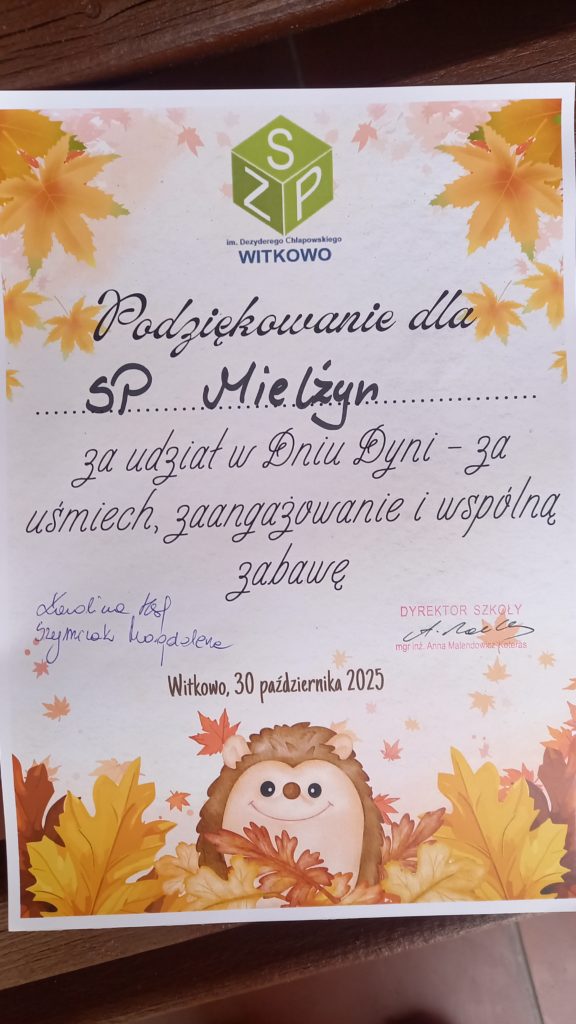 S
Z P
im. Dezyderego Chłapowskiego
WITKOWO
Podziękowanie dla
SP Mielżyn
za udział w Dniu Dyni – za
uśmiech, zaangażowanie i wspólną
zabawę
Karolina
Szymczak Magdalena
DYREKTOR SZKOŁY
mgr inż. Anna Malendowicz-Koteras
Witkowo, 30 października 2025